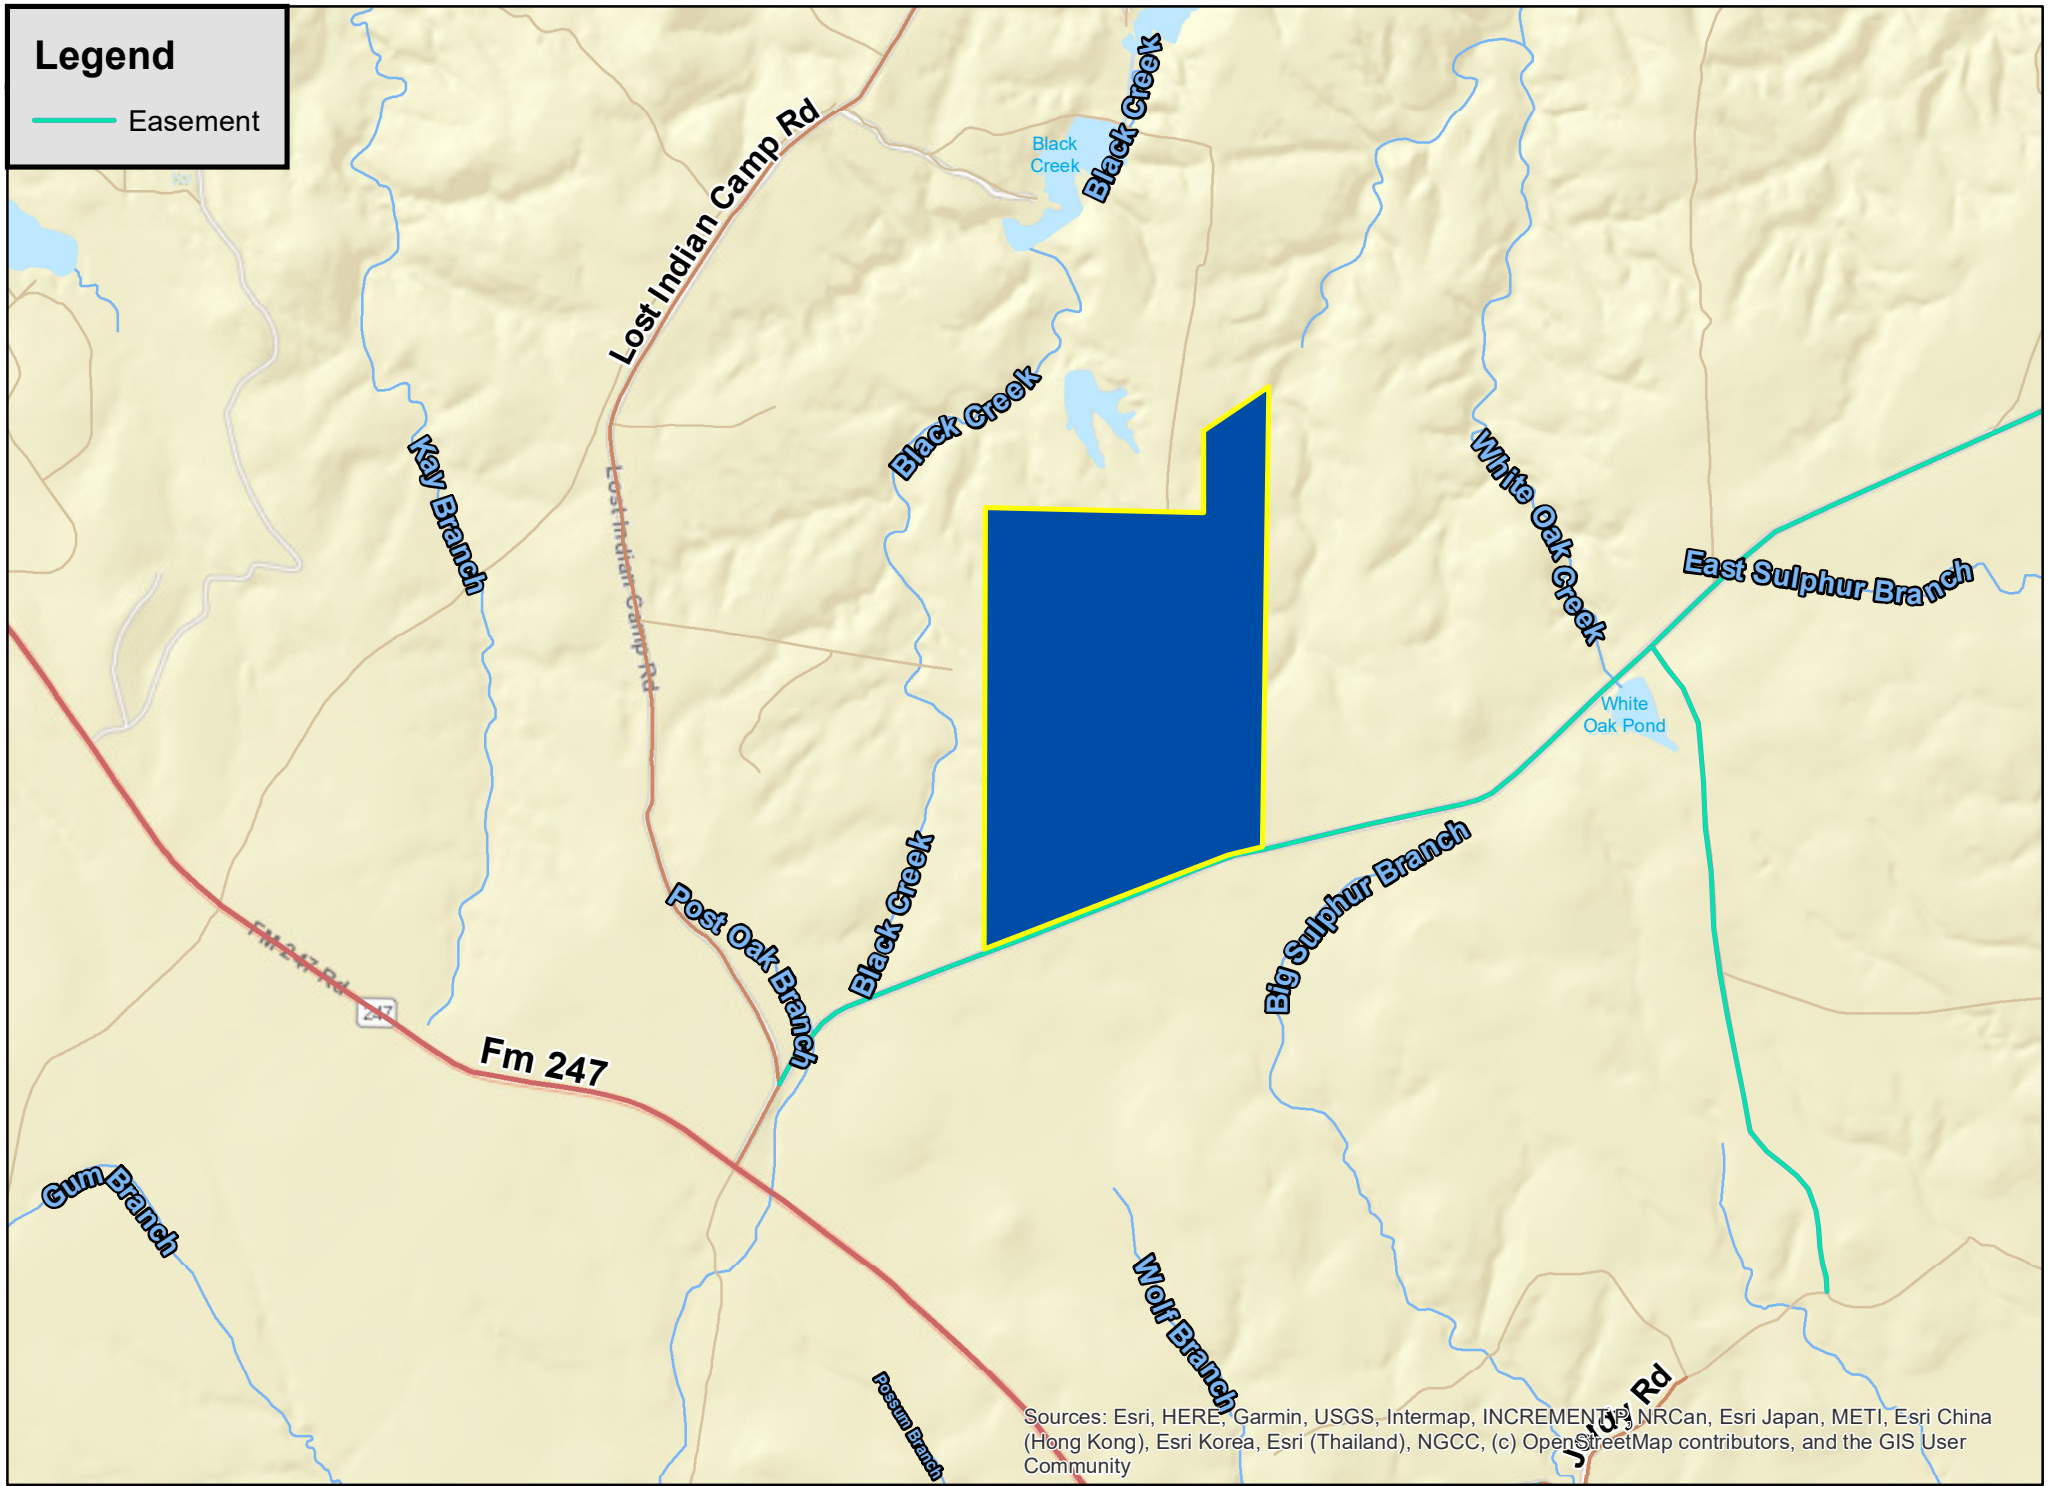 Legend
Easement
Black Creek
Black
Creek
Lost Indian Camp Rd
Black Creek
Kay Branch
White Oak Creek
Lost Indian Camp Rd
East Sulphur Branch
White
Oak Pond
Black Creek
Big Sulphur Branch
Post Oak Branch
FM 247 Rd
247
Fm 247
Gum Branch
Wolf Branch
Possum Branch
Rd
Sources: Esri, HERE, Garmin, USGS, Intermap, INCREMENT P, NRCan, Esri Japan, METI, Esri China
(Hong Kong), Esri Korea, Esri (Thailand), NGCC, (c) OpenStreetMap contributors, and the GIS User
Community